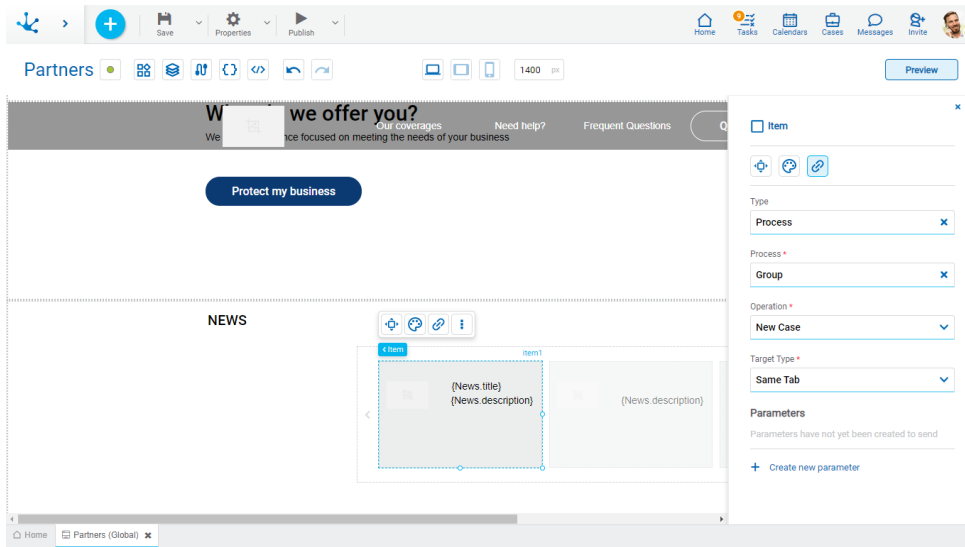 Save
Properties
Publish
Home
9
Tasks
Calendars
Cases
Messages
Invite
Partners
1400 px
Preview
we offer you?
We
nce focused on meeting the needs of your business
Our coverages
Need help?
Frequent Questions
Q
Protect my business
NEWS
Item
item1
{News.title}
{News.description}
{News.description}
Item
Type
Process
Process *
Group
Operation *
New Case
Target Type *
Same Tab
Parameters
Parameters have not yet been created to send
+ Create new parameter
Home
Partners (Global)